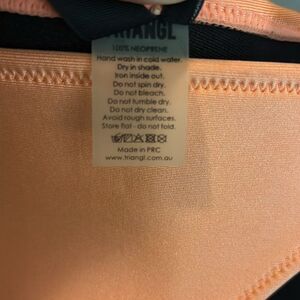 TRIANGL
100% NEOPRENE
Hand wash in cold water.
Dry in shade.
Iron inside out.
Do not spin dry.
Do not bleach.
Do not tumble dry.
Do not dry clean.
Avoid rough surfaces.
Store flat - do not fold.
Made in PRC
www.triangl.com.au